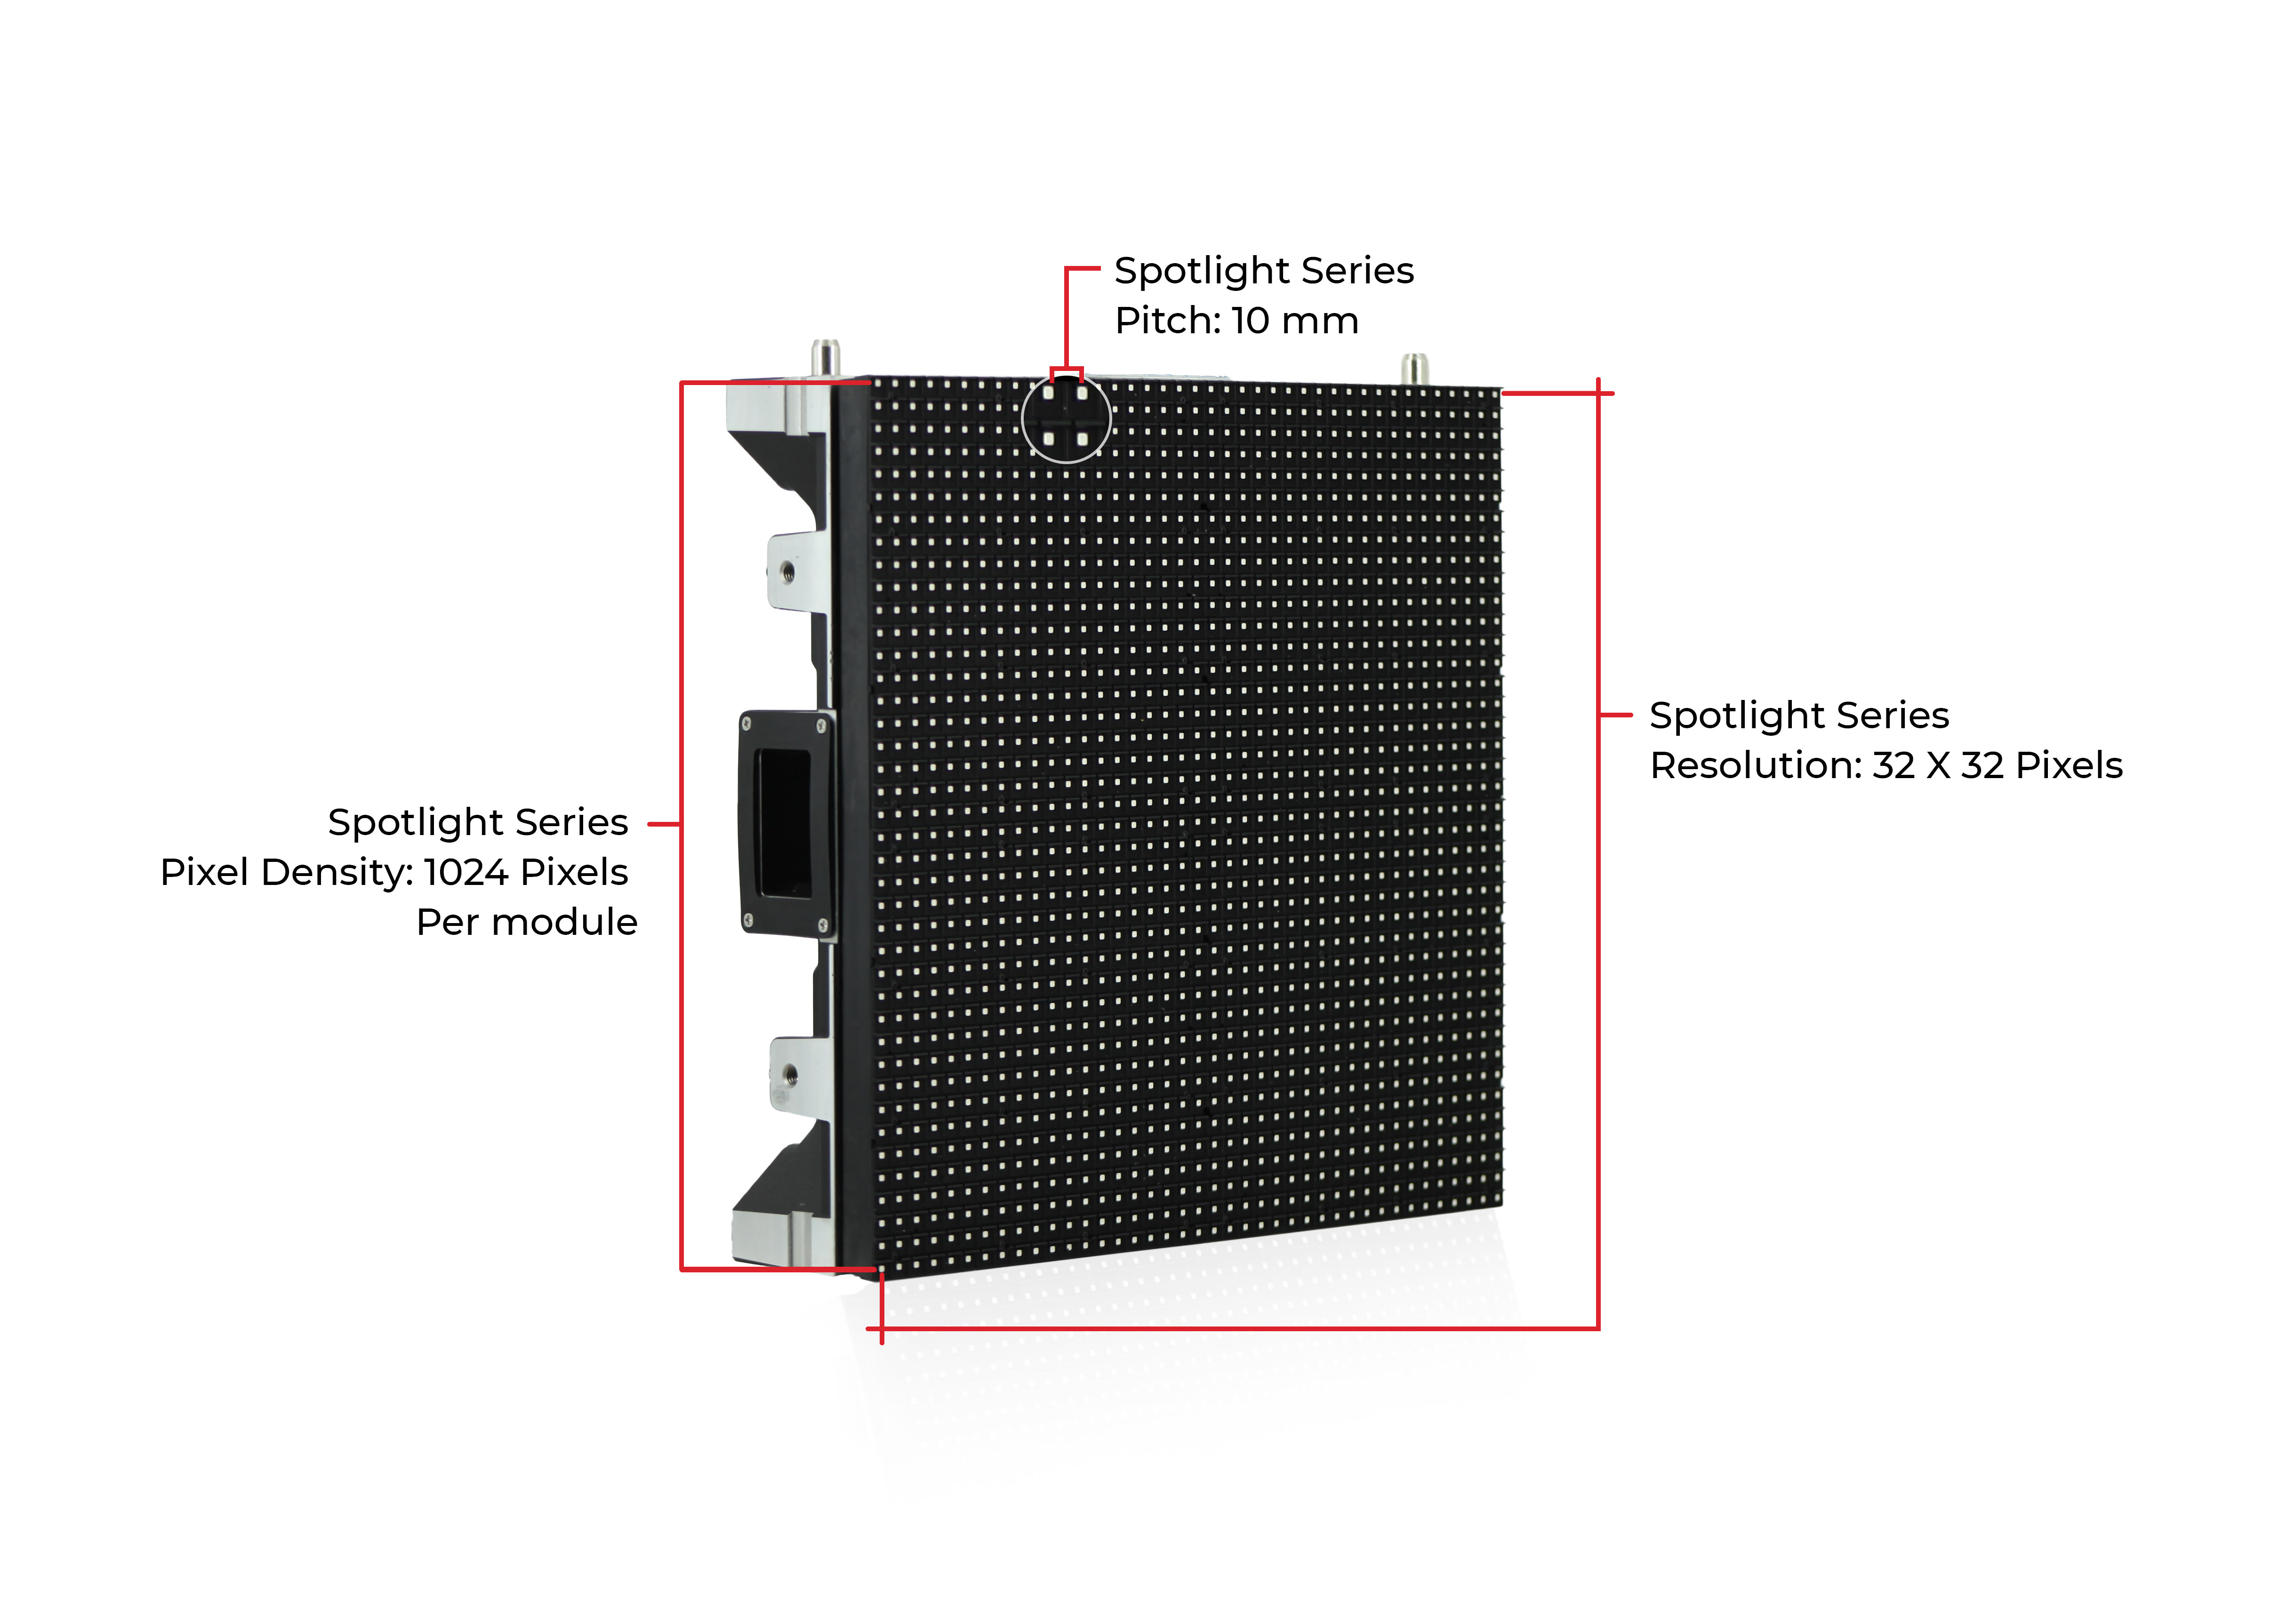 Spotlight Series
Pitch: 10 mm
Spotlight Series
Resolution: 32 X 32 Pixels
Spotlight Series
Pixel Density: 1024 Pixels
Per module